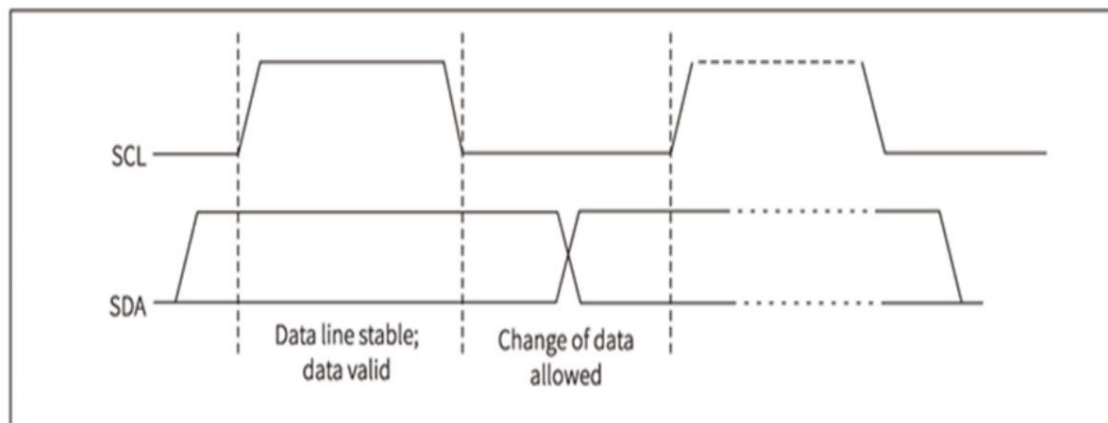 SCL
SDA
Data line stable;
data valid
Change of data
allowed